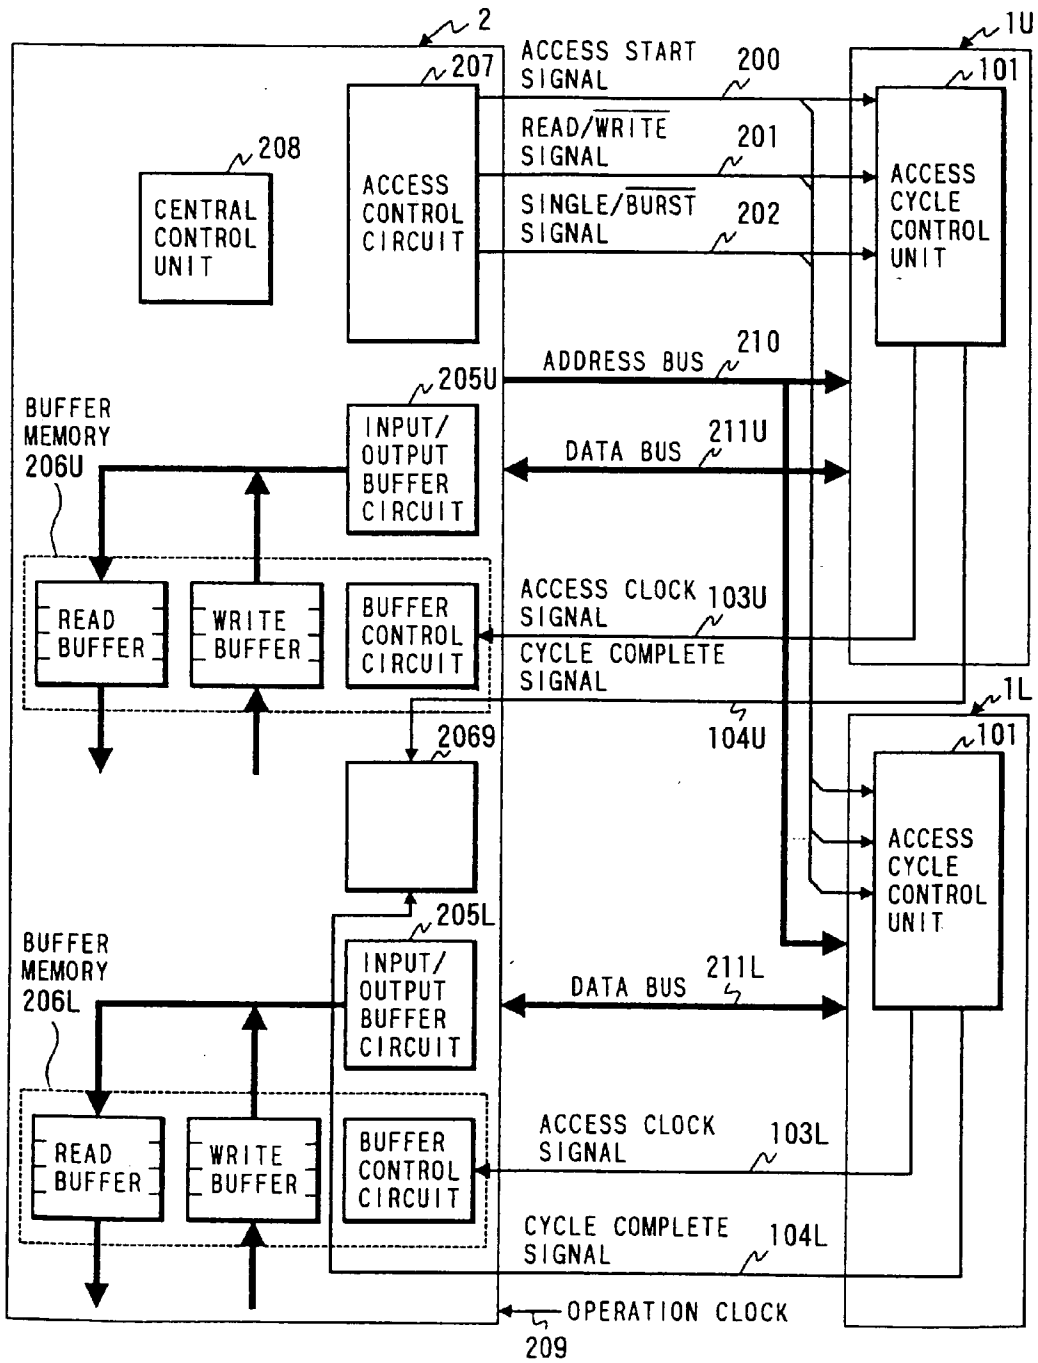 2
207
208
CENTRAL
CONTROL
UNIT
ACCESS
CONTROL
CIRCUIT
ACCESS START
SIGNAL
200
READ/WRITE
SIGNAL
201
SINGLE/BURST
SIGNAL
202
1U
101
ACCESS
CYCLE
CONTROL
UNIT
ADDRESS BUS
210
DATA BUS
211U
205U
INPUT/
OUTPUT
BUFFER
CIRCUIT
BUFFER
MEMORY
206U
READ
BUFFER
WRITE
BUFFER
BUFFER
CONTROL
CIRCUIT
ACCESS CLOCK
SIGNAL
103U
CYCLE COMPLETE
SIGNAL
104U
2069
1L
101
ACCESS
CYCLE
CONTROL
UNIT
205L
INPUT/
OUTPUT
BUFFER
CIRCUIT
DATA BUS
211L
BUFFER
MEMORY
206L
READ
BUFFER
WRITE
BUFFER
BUFFER
CONTROL
CIRCUIT
ACCESS CLOCK
SIGNAL
103L
CYCLE COMPLETE
SIGNAL
104L
OPERATION CLOCK
209